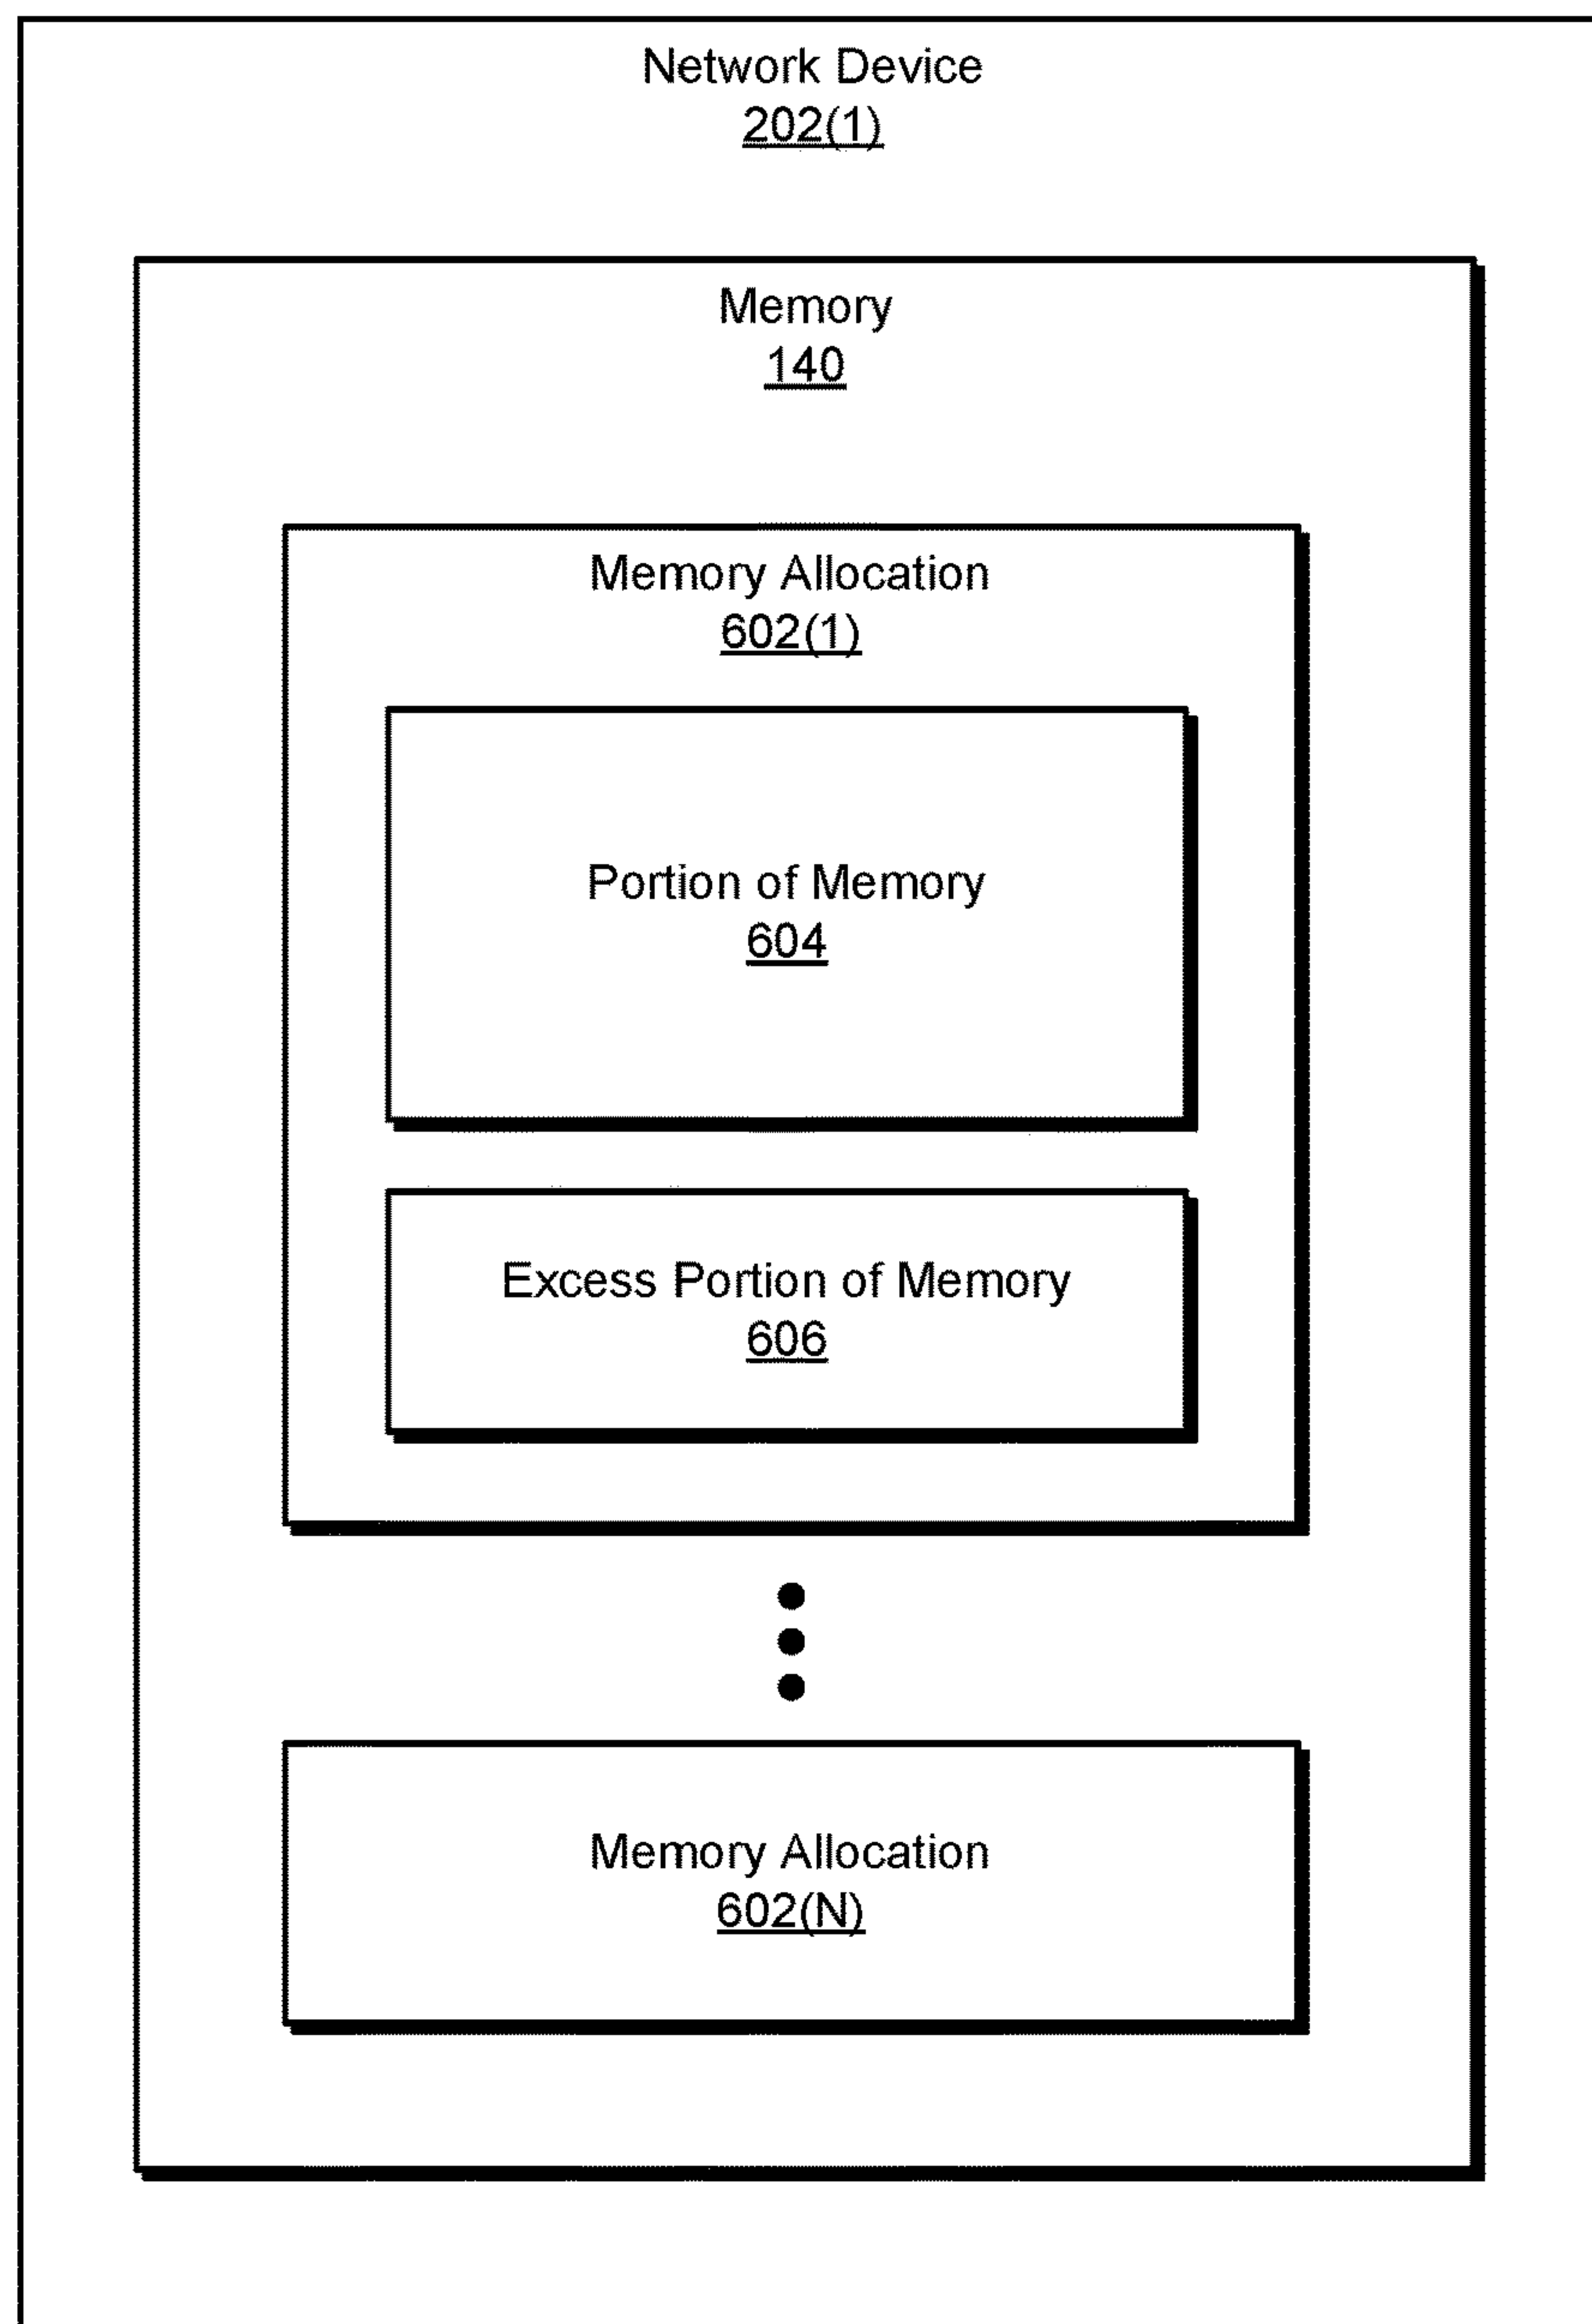 Network Device
202(1)
Memory
140
Memory Allocation
602(1)
Portion of Memory
604
Excess Portion of Memory
606
Memory Allocation
602(N)